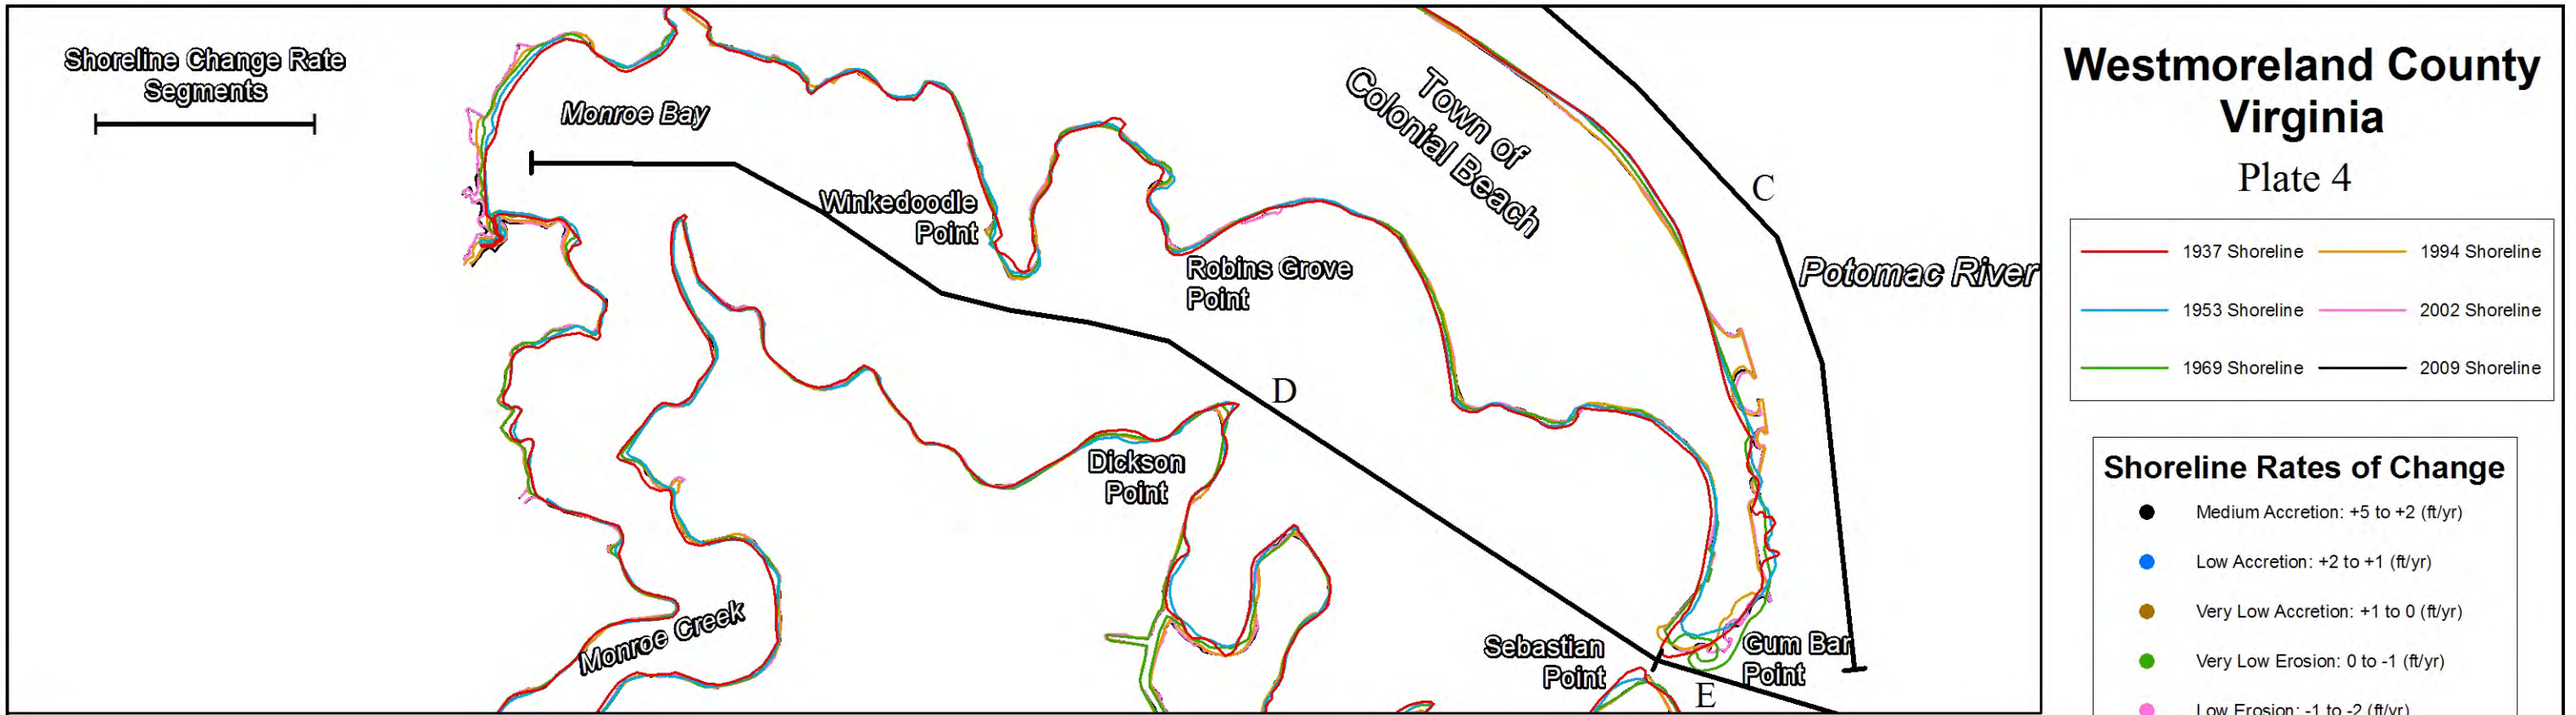 Shoreline Change Rate
Segments
Monroe Bay
Winkedoodle
Point
Robins Grove
Point
Town of
Colonial Beach
C
Potomac River
D
Dickson
Point
Monroe Creek
Sebastian
Point
Gum Bar
Point
E
Westmoreland County
Virginia
Plate 4
1937 Shoreline
1994 Shoreline
1953 Shoreline
2002 Shoreline
1969 Shoreline
2009 Shoreline
Shoreline Rates of Change
Medium Accretion: +5 to +2 (ft/yr)
Low Accretion: +2 to +1 (ft/yr)
Very Low Accretion: +1 to 0 (ft/yr)
Very Low Erosion: 0 to -1 (ft/yr)
Low Erosion: -1 to -2 (ft/yr)